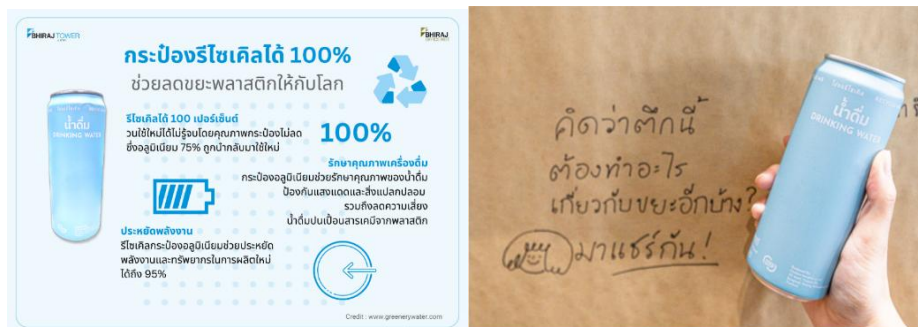 BHIRAJ TOWER
BHIRAJ
กระป๋องรีไซเคิลได้ 100%
ช่วยลดขยะพลาสติกให้กับโลก
น้ำดื่ม
DRINKING WATER
รีไซเคิลได้ 100 เปอร์เซ็นต์
วนใช้ใหม่ได้ไม่รู้จบโดยคุณภาพกระป๋องไม่ลด
ซึ่งอลูมิเนียม 75% ถูกนำกลับมาใช้ใหม่
100%
รักษาคุณภาพเครื่องดื่ม
กระป๋องอลูมิเนียมช่วยรักษาคุณภาพของน้ำดื่ม
ป้องกันแสงแดดและสิ่งแปลกปลอม
รวมถึงลดความเสี่ยง
น้ำดื่มปนเปื้อนสารเคมีจากพลาสติก
ประหยัดพลังงาน
รีไซเคิลกระป๋องอลูมิเนียมช่วยประหยัด
พลังงานและทรัพยากรในการผลิตใหม่
ได้ถึง 95%
Credit : www.greenerywater.com
คิดว่าตึกนี้
ต้องทำอะไร
เกี่ยวกับขยะอีกบ้าง?
มาแชร์กัน!
น้ำดื่ม
DRINKING WATER